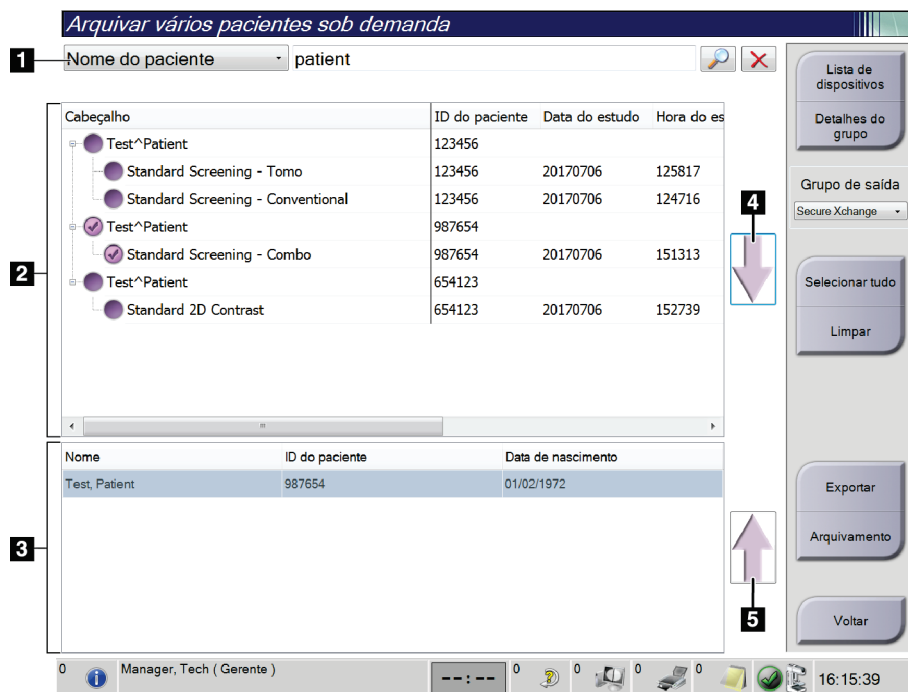 Arquivar vários pacientes sob demanda
1
Nome do paciente
patient
Lista de
dispositivos
Detalhes do
grupo
Grupo de saída
Secure Xchange
Selecionar tudo
Limpar
Exportar
Arquivamento
Voltar
2
Cabeçalho ID do paciente Data do estudo Hora do es
Test^Patient 123456
Standard Screening - Tomo 123456 20170706 125817
Standard Screening - Conventional 123456 20170706 124716
Test^Patient 987654
Standard Screening - Combo 987654 20170706 151313
Test^Patient 654123
Standard 2D Contrast 654123 20170706 152739
4
3
Nome ID do paciente Data de nascimento
Test, Patient 987654 01/02/1972
5
0 Manager, Tech ( Gerente ) --:-- 0 0 0 0 16:15:39